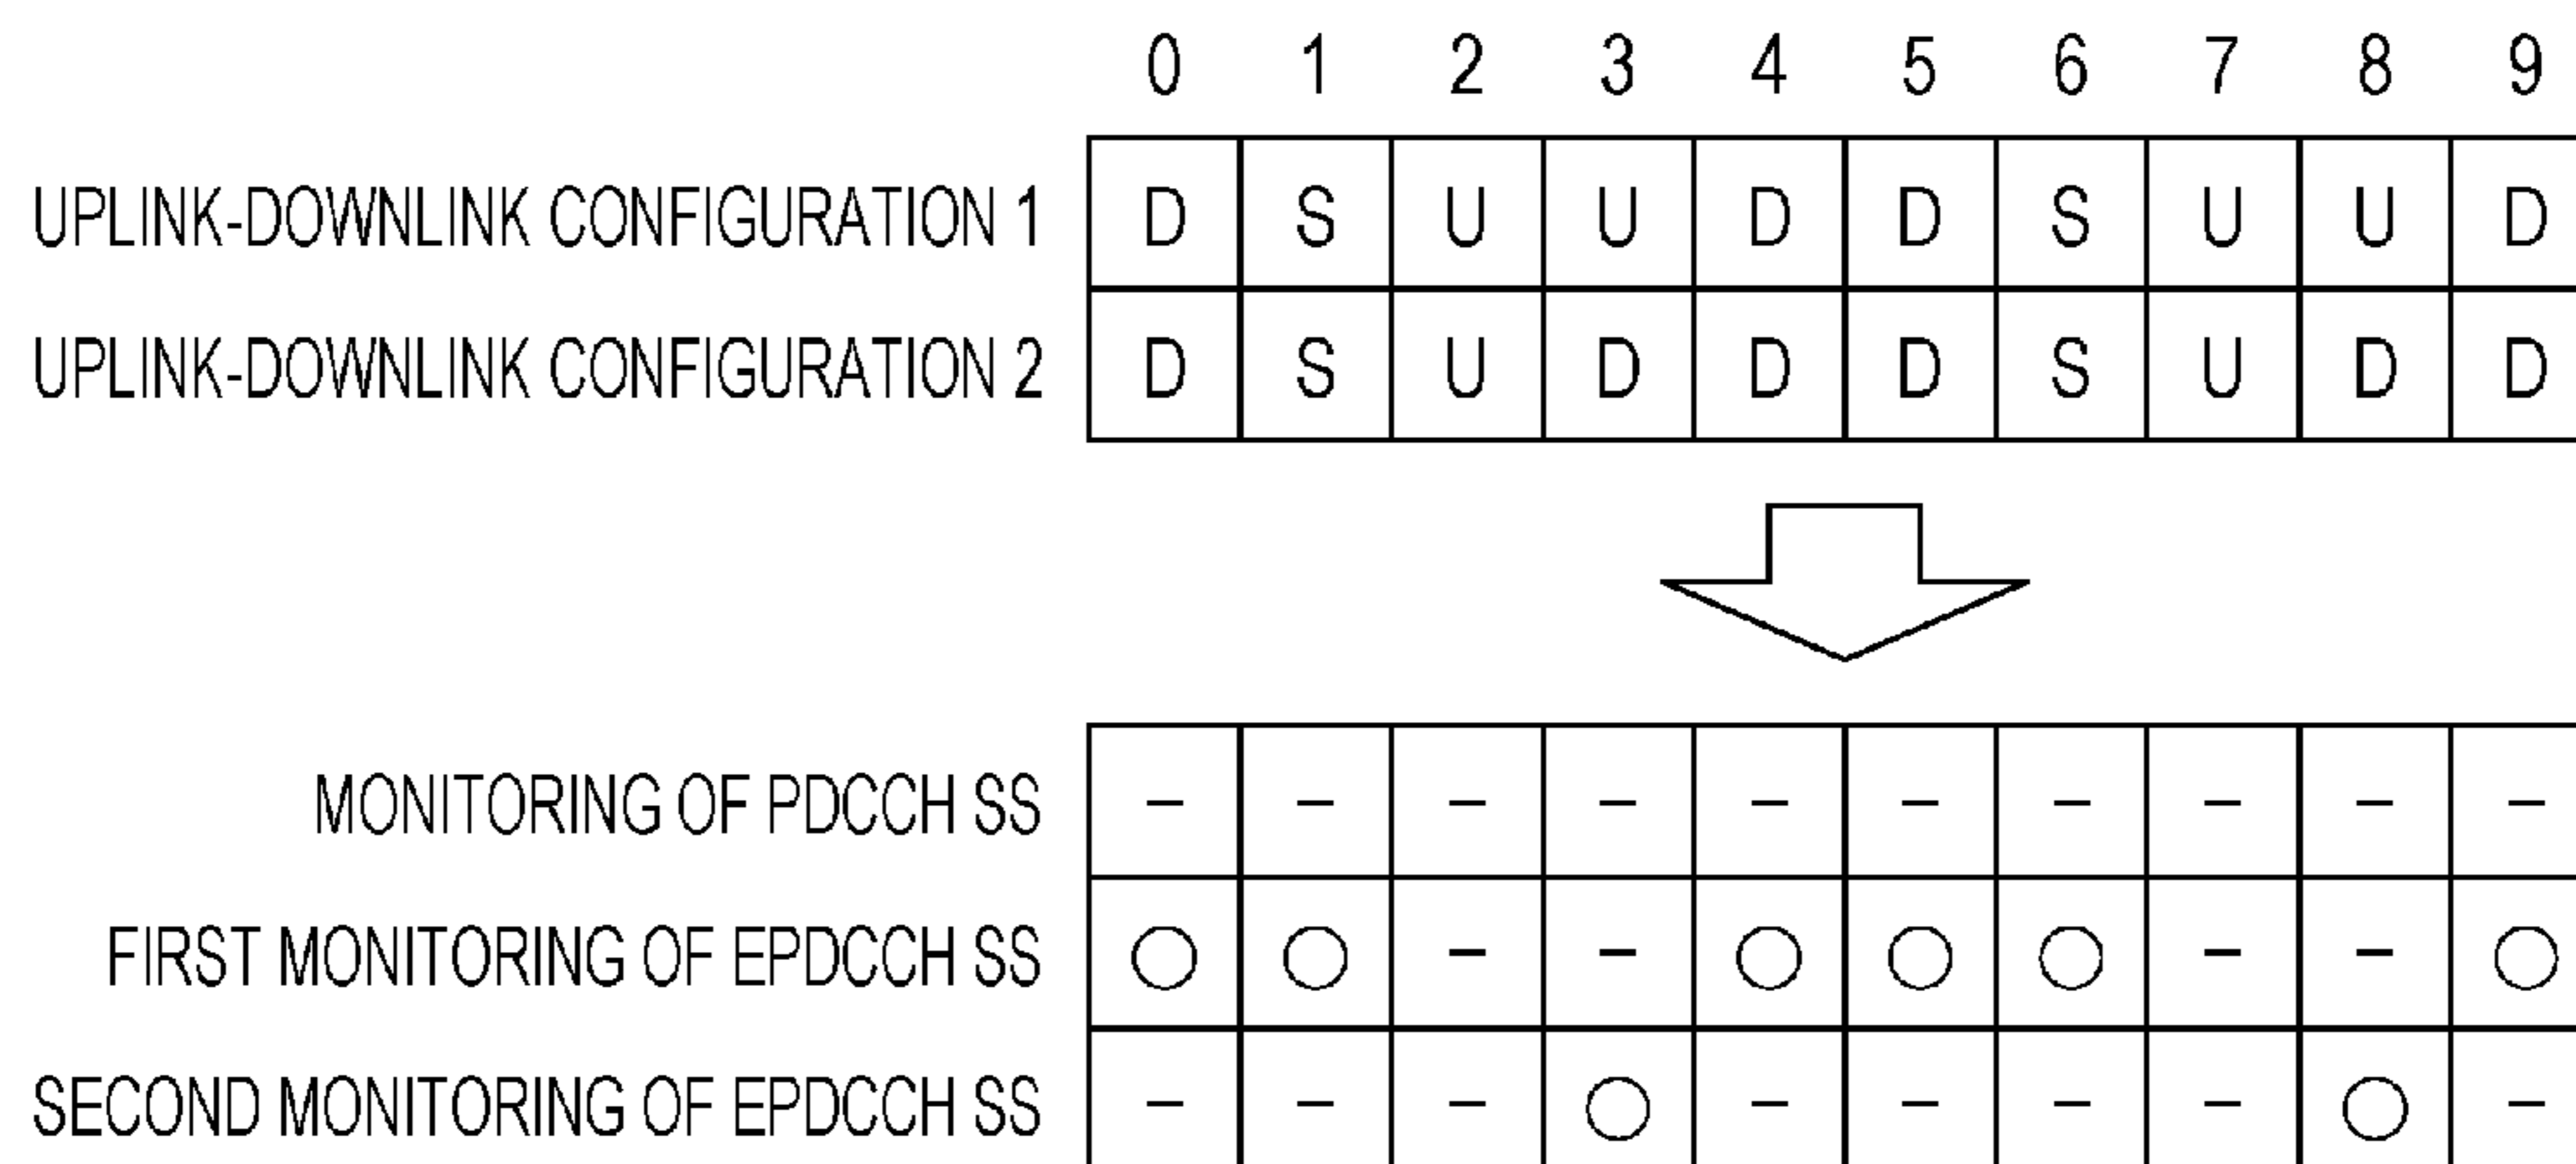 0 1 2 3 4 5 6 7 8 9
UPLINK-DOWNLINK CONFIGURATION 1 D S U U D D S U U D
UPLINK-DOWNLINK CONFIGURATION 2 D S U D D D S U D D
MONITORING OF PDCCH SS – – – – – – – – – –
FIRST MONITORING OF EPDCCH SS ○ ○ – – ○ ○ ○ – – ○
SECOND MONITORING OF EPDCCH SS – – – ○ – – – – ○ –